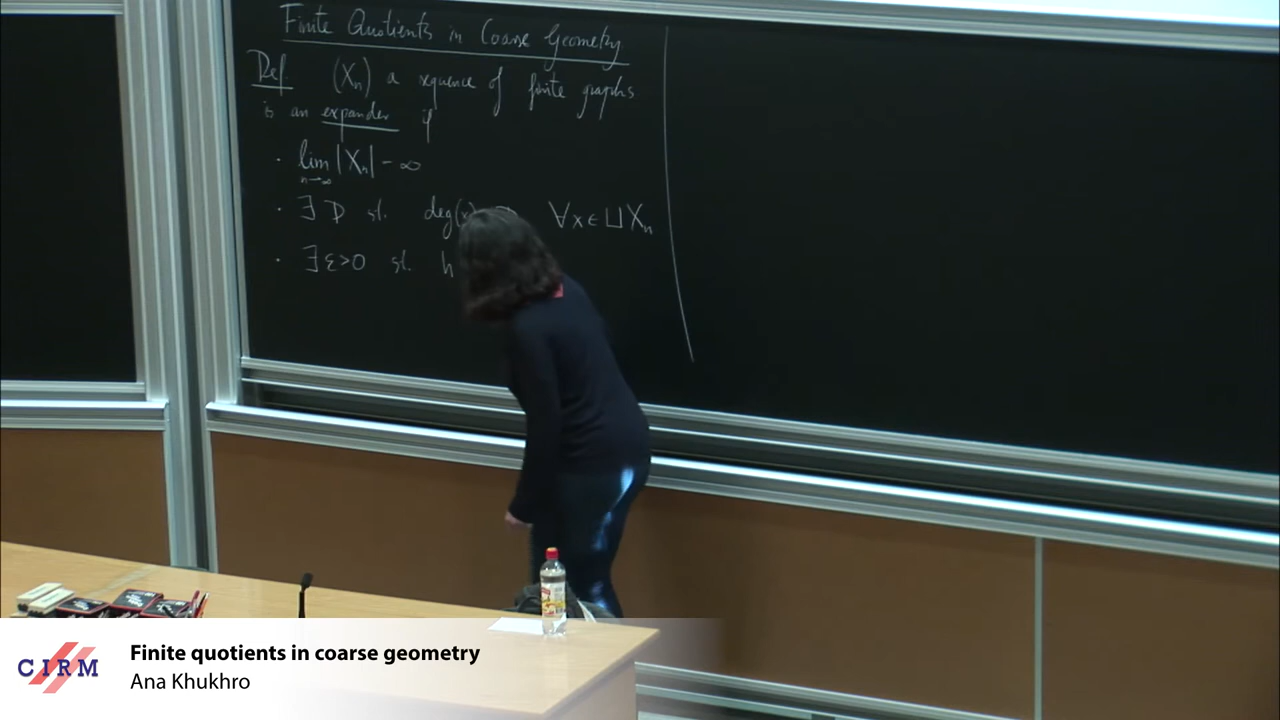 Finite Quotients in Coarse Geometry
Def. (Xₙ) a sequence of finite graphs
is an expander if
· lim |Xₙ| = ∞
n→∞
· ∃ D st. deg(x) ∀x∈⊔Xₙ
· ∃ε>0 st. h
CIRM
Finite quotients in coarse geometry
Ana Khukhro